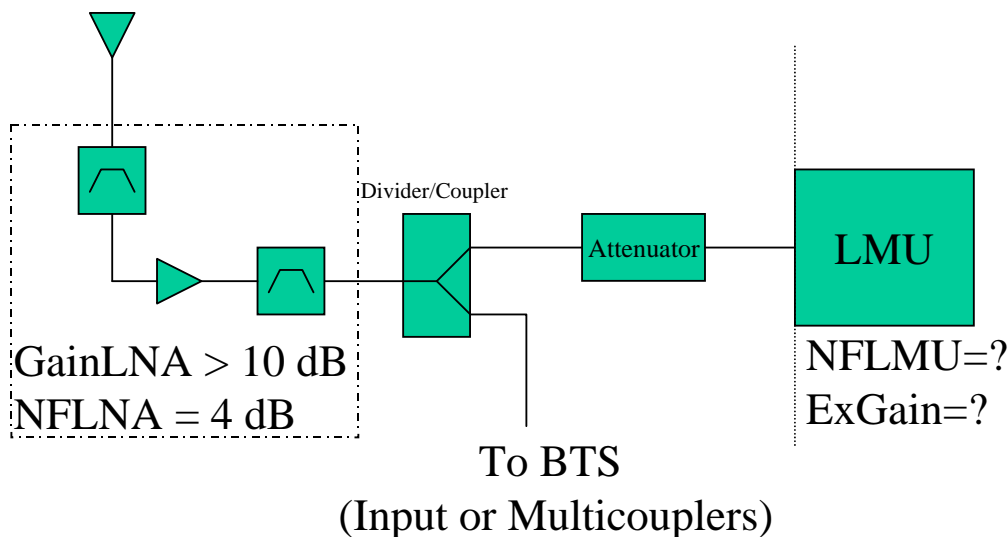 Divider/Coupler
Attenuator
LMU
GainLNA > 10 dB
NFLNA = 4 dB
NFLMU=?
ExGain=?
To BTS
(Input or Multicouplers)